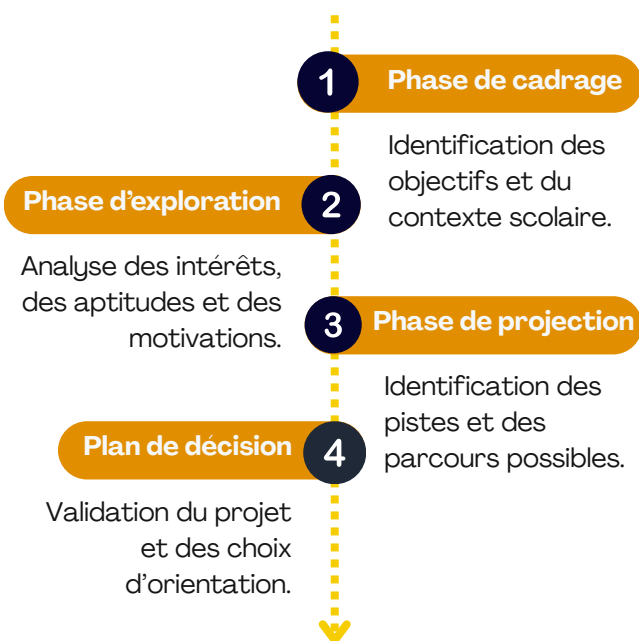 1
Phase de cadrage
Identification des
objectifs et du
contexte scolaire.
Phase d’exploration
2
Analyse des intérêts,
des aptitudes et des
motivations.
3
Phase de projection
Identification des
pistes et des
parcours possibles.
Plan de décision
4
Validation du projet
et des choix
d’orientation.